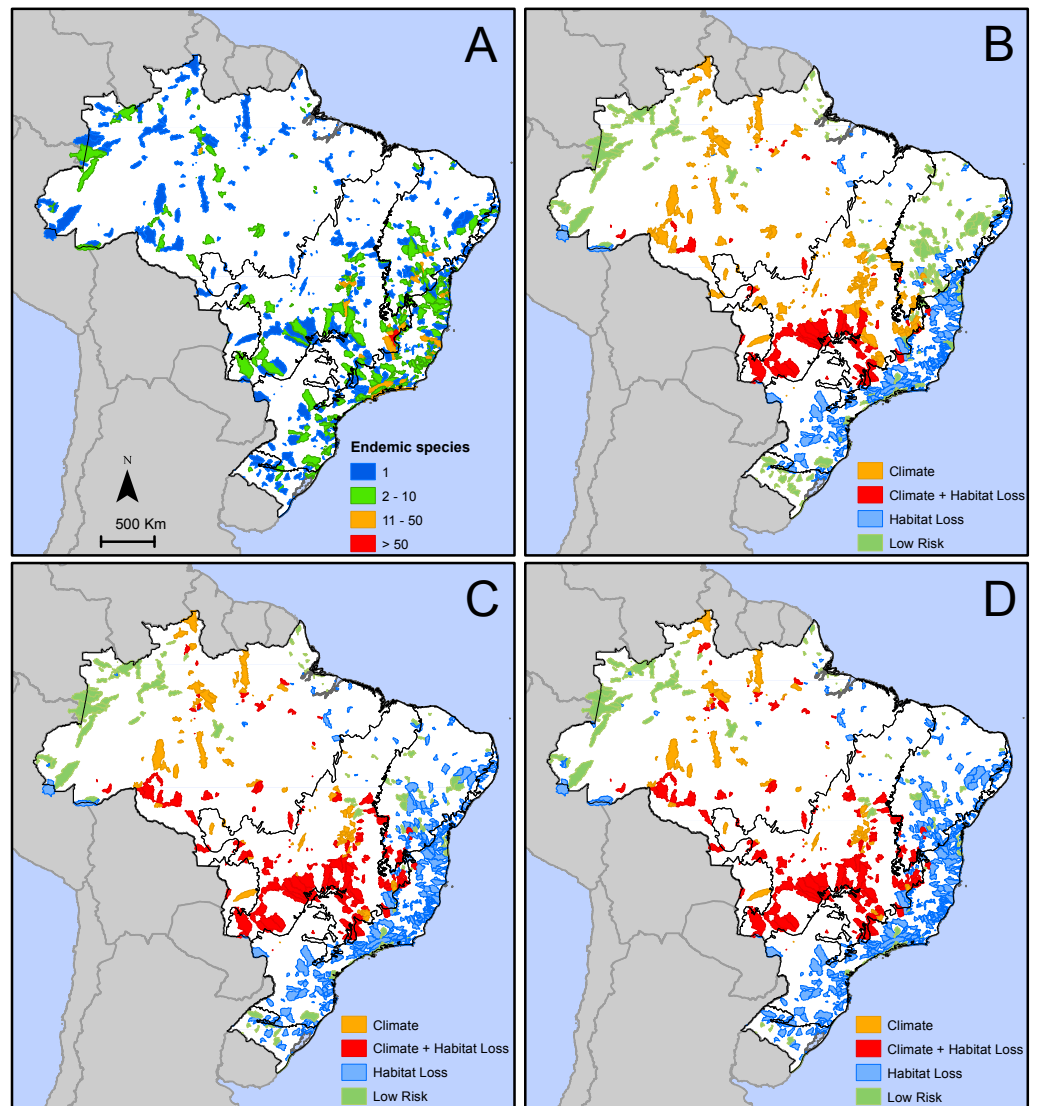 A
Endemic species
1
2 - 10
11 - 50
> 50
N
500 Km
B
Climate
Climate + Habitat Loss
Habitat Loss
Low Risk
C
Climate
Climate + Habitat Loss
Habitat Loss
Low Risk
D
Climate
Climate + Habitat Loss
Habitat Loss
Low Risk